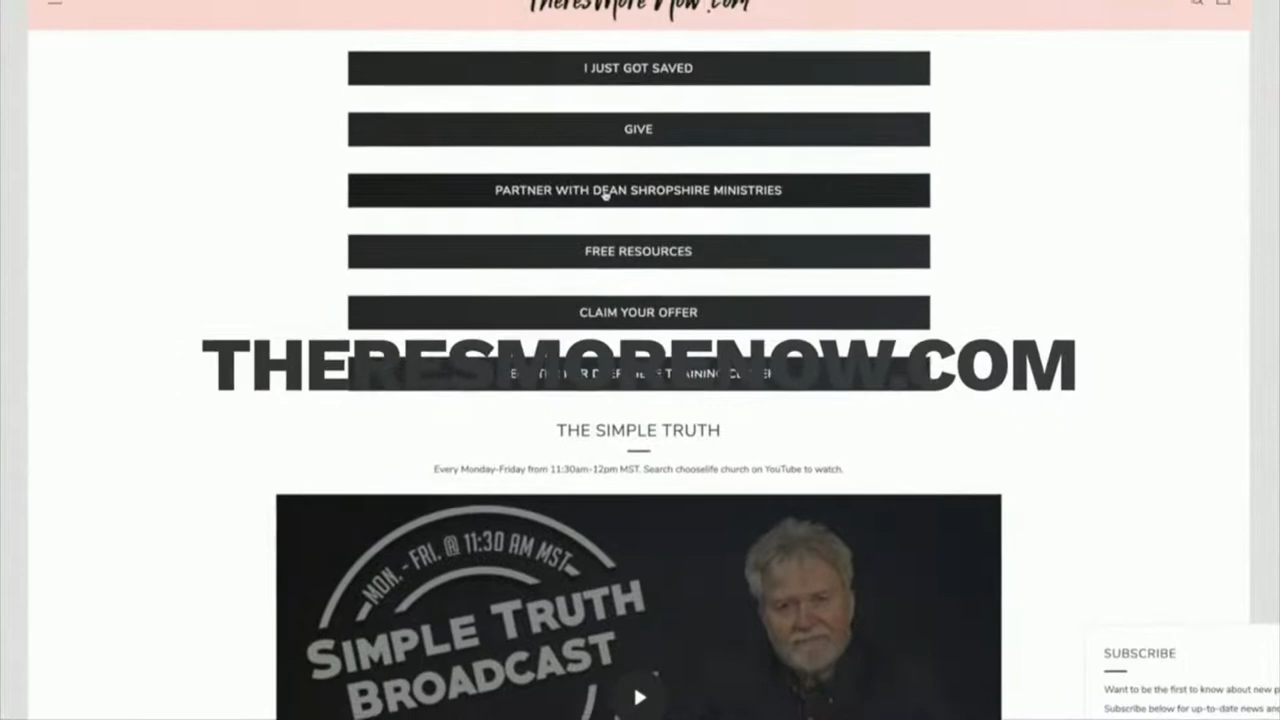 TheresMoreNow.com
I JUST GOT SAVED
GIVE
PARTNER WITH DEAN SHROPSHIRE MINISTRIES
FREE RESOURCES
CLAIM YOUR OFFER
THERESMORENOW.COM
THE SIMPLE TRUTH
Every Monday-Friday from 11:30am-12pm MST. Search chooselife church on YouTube to watch.
MON. - FRI. @ 11:30 AM MST
SIMPLE TRUTH
BROADCAST
SUBSCRIBE
Want to be the first to know about new
Subscribe below for up-to-date news and